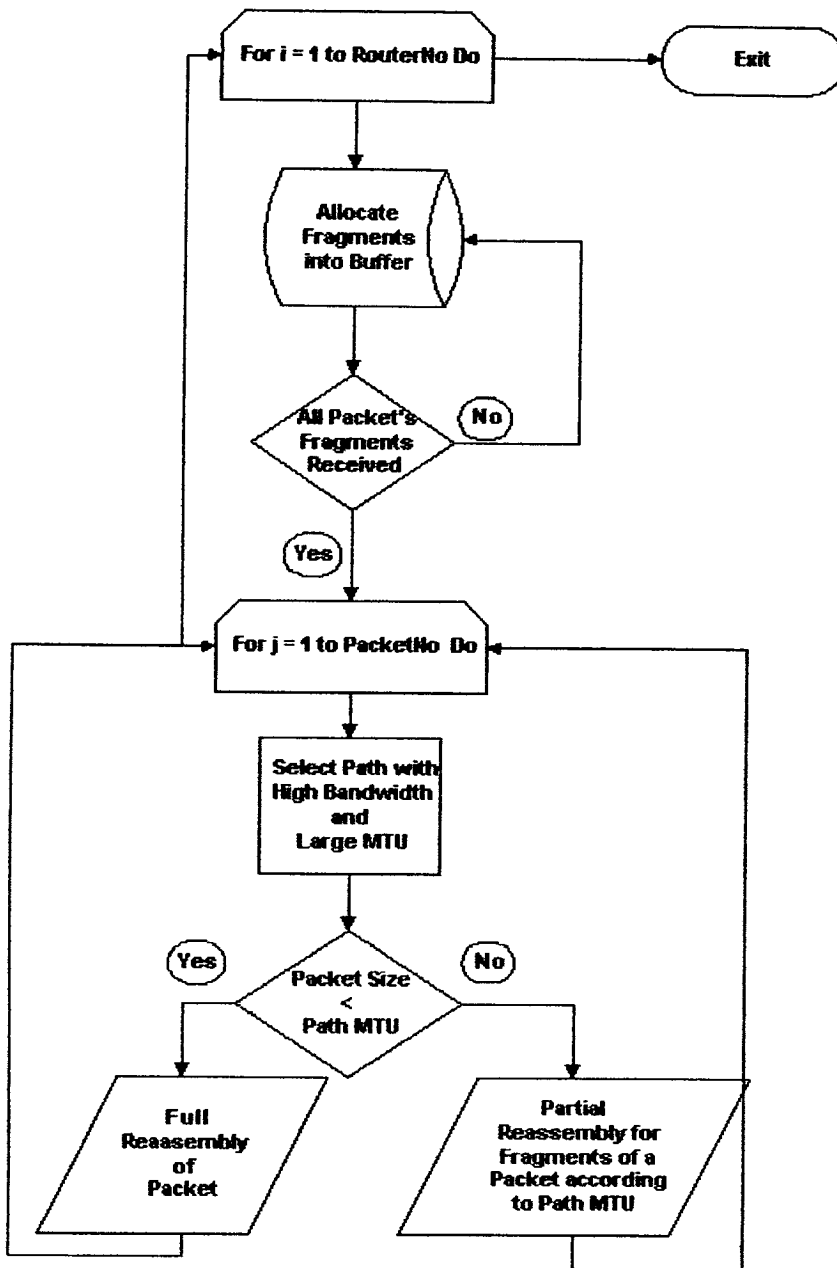 For i = 1 to RouterNo Do
Exit
Allocate
Fragments
into Buffer
All Packet's
Fragments
Received
No
Yes
For j = 1 to PacketNo Do
Select Path with
High Bandwidth
and
Large MTU
Yes
No
Packet Size
<
Path MTU
Full
Reaasembly
of
Packet
Partial
Reassembly for
Fragments of a
Packet according
to Path MTU